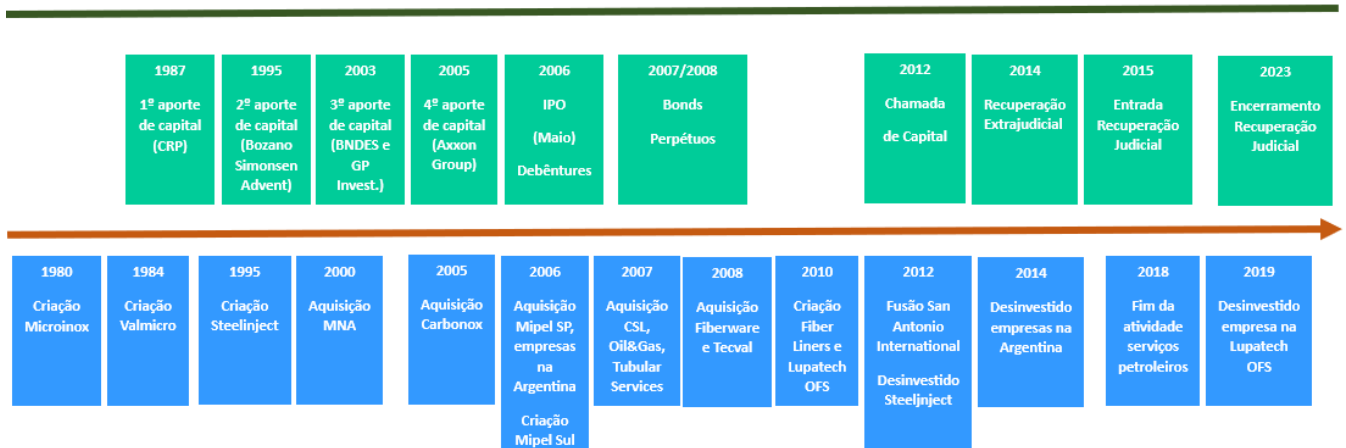 1987
1º aporte
de capital
(CRP)
1995
2º aporte
de capital
(Bozano
Simonsen
Advent)
2003
3º aporte
de capital
(BNDES e
GP
Invest.)
2005
4º aporte
de capital
(Axxon
Group)
2006
IPO
(Maio)
Debêntures
2007/2008
Bonds
Perpétuos
2012
Chamada
de Capital
2014
Recuperação
Extrajudicial
2015
Entrada
Recuperação
Judicial
2023
Encerramento
Recuperação
Judicial
1980
Criação
Microinox
1984
Criação
Valmicro
1995
Criação
Steelinject
2000
Aquisição
MNA
2005
Aquisição
Carbonox
2006
Aquisição
Mipel SP,
empresas
na
Argentina
Criação
Mipel Sul
2007
Aquisição
CSL,
Oil&Gas,
Tubular
Services
2008
Aquisição
Fiberware
e Tecval
2010
Criação
Fiber
Liners e
Lupatech
OFS
2012
Fusão San
Antonio
International
Desinvestido
Steeljnject
2014
Desinvestido
empresas na
Argentina
2018
Fim da
atividade
serviços
petroleiros
2019
Desinvestido
empresa na
Lupatech
OFS